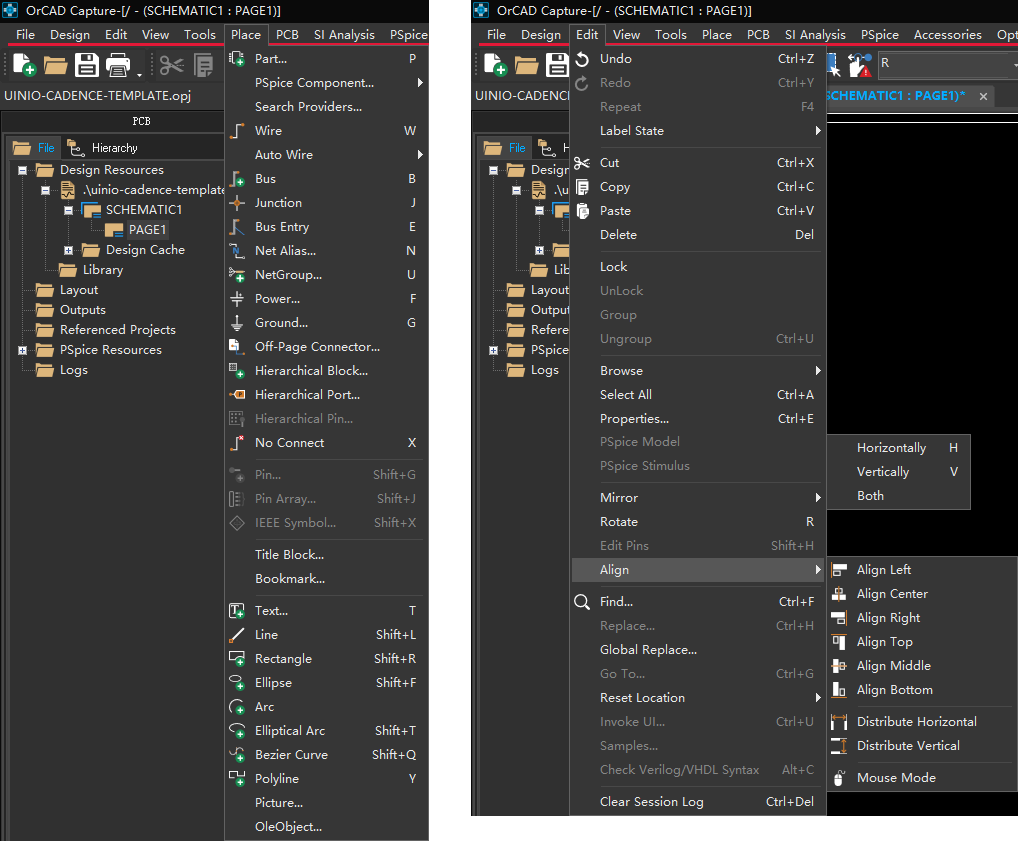 OrCAD Capture-[/ - (SCHEMATIC1 : PAGE1)]
File Design Edit View Tools Place PCB SI Analysis PSpice
UINIO-CADENCE-TEMPLATE.opj
PCB
File Hierarchy
Design Resources
.\uinio-cadence-template
SCHEMATIC1
PAGE1
Design Cache
Library
Layout
Outputs
Referenced Projects
PSpice Resources
Logs
Part... P
PSpice Component...
Search Providers...
Wire W
Auto Wire
Bus B
Junction J
Bus Entry E
Net Alias... N
NetGroup... U
Power... F
Ground... G
Off-Page Connector...
Hierarchical Block...
Hierarchical Port...
Hierarchical Pin...
No Connect X
Pin... Shift+G
Pin Array... Shift+J
IEEE Symbol... Shift+X
Title Block...
Bookmark...
Text... T
Line Shift+L
Rectangle Shift+R
Ellipse Shift+F
Arc
Elliptical Arc Shift+T
Bezier Curve Shift+Q
Polyline Y
Picture...
OleObject...
OrCAD Capture-[/ - (SCHEMATIC1 : PAGE1)]
File Design Edit View Tools Place PCB SI Analysis PSpice Accessories Opt
R
UINIO-CADENCE-T
SCHEMATIC1 : PAGE1)*
File H
Design
.\u
Lib
Layout
Output
Refere
PSpice
Logs
Undo Ctrl+Z
Redo Ctrl+Y
Repeat F4
Label State
Cut Ctrl+X
Copy Ctrl+C
Paste Ctrl+V
Delete Del
Lock
UnLock
Group
Ungroup Ctrl+U
Browse
Select All Ctrl+A
Properties... Ctrl+E
PSpice Model
PSpice Stimulus
Mirror
Rotate R
Edit Pins Shift+H
Align
Find... Ctrl+F
Replace... Ctrl+H
Global Replace...
Go To... Ctrl+G
Reset Location
Invoke UI... Ctrl+U
Samples...
Check Verilog/VHDL Syntax Alt+C
Clear Session Log Ctrl+Del
Horizontally H
Vertically V
Both
Align Left
Align Center
Align Right
Align Top
Align Middle
Align Bottom
Distribute Horizontal
Distribute Vertical
Mouse Mode